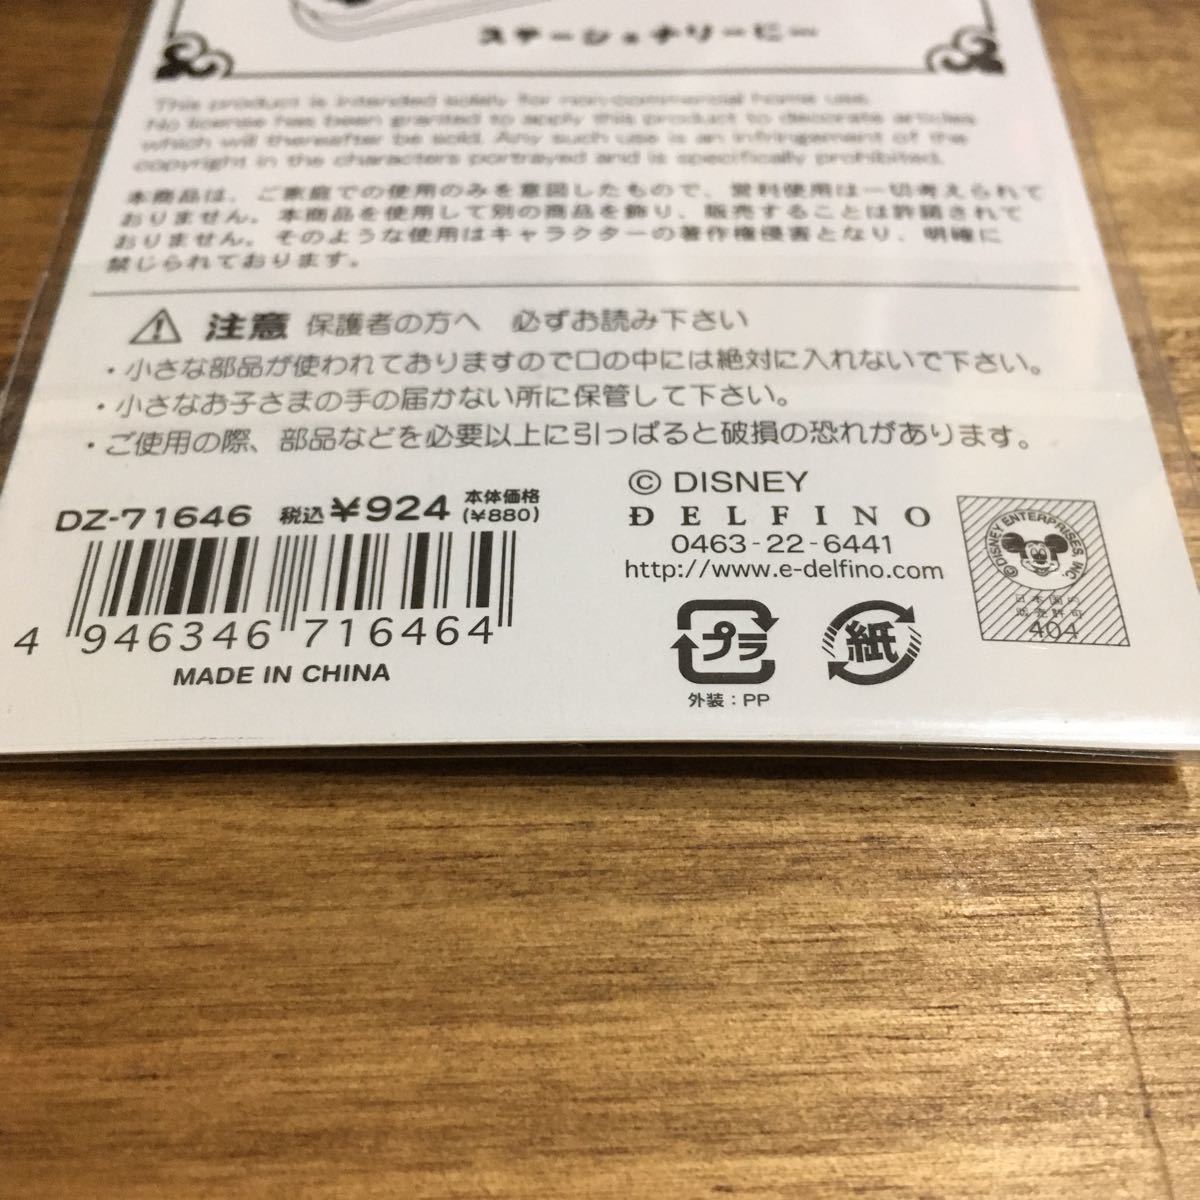 ステーショナリービー
This product is intended solely for non-commercial home use.
No license has been granted to apply this product to decorate articles
which will thereafter be sold. Any such use is an infringement of the
copyright in the characters portrayed and is specifically prohibited.
本商品は、ご家庭での使用のみを意図したもので、営利使用は一切考えられて
おりません。本商品を使用して別の商品を飾り、販売することは許諾されて
おりません。そのような使用はキャラクターの著作権侵害となり、明確に
禁じられております。
⚠ 注意 保護者の方へ 必ずお読み下さい
・小さな部品が使われておりますので口の中には絶対に入れないで下さい。
・小さなお子さまの手の届かない所に保管して下さい。
・ご使用の際、部品などを必要以上に引っぱると破損の恐れがあります。
DZ-71646 税込¥924 本体価格
(¥880)
4 946346 716464
MADE IN CHINA
© DISNEY
DELFINO
0463-22-6441
http://www.e-delfino.com
プラ
外装:PP
紙
©DISNEY ENTERPRISES, INC.
日本国内
販売許可
404